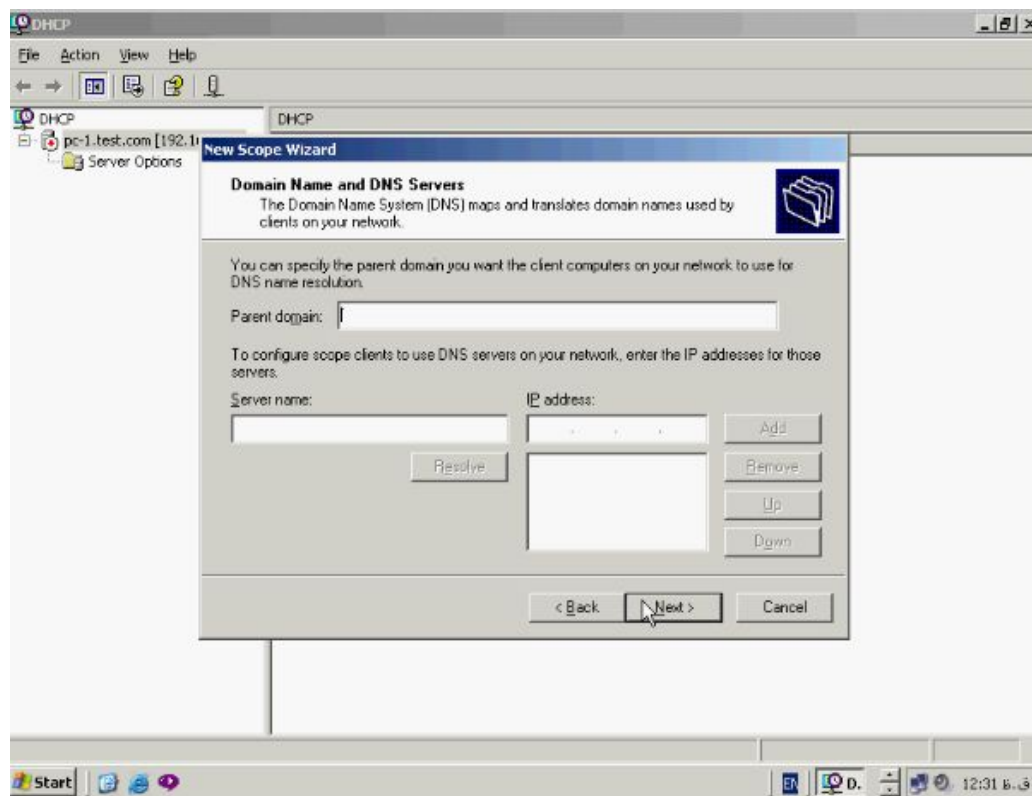 DHCP
File Action View Help
DHCP
DHCP
pc-1.test.com [192.1
Server Options
New Scope Wizard
Domain Name and DNS Servers
The Domain Name System (DNS) maps and translates domain names used by
clients on your network.
You can specify the parent domain you want the client computers on your network to use for
DNS name resolution.
Parent domain:
To configure scope clients to use DNS servers on your network, enter the IP addresses for those
servers.
Server name:
IP address:
Add
Resolve
Remove
Up
Down
< Back
Next >
Cancel
Start
EN
D.
12:31 ق.ظ